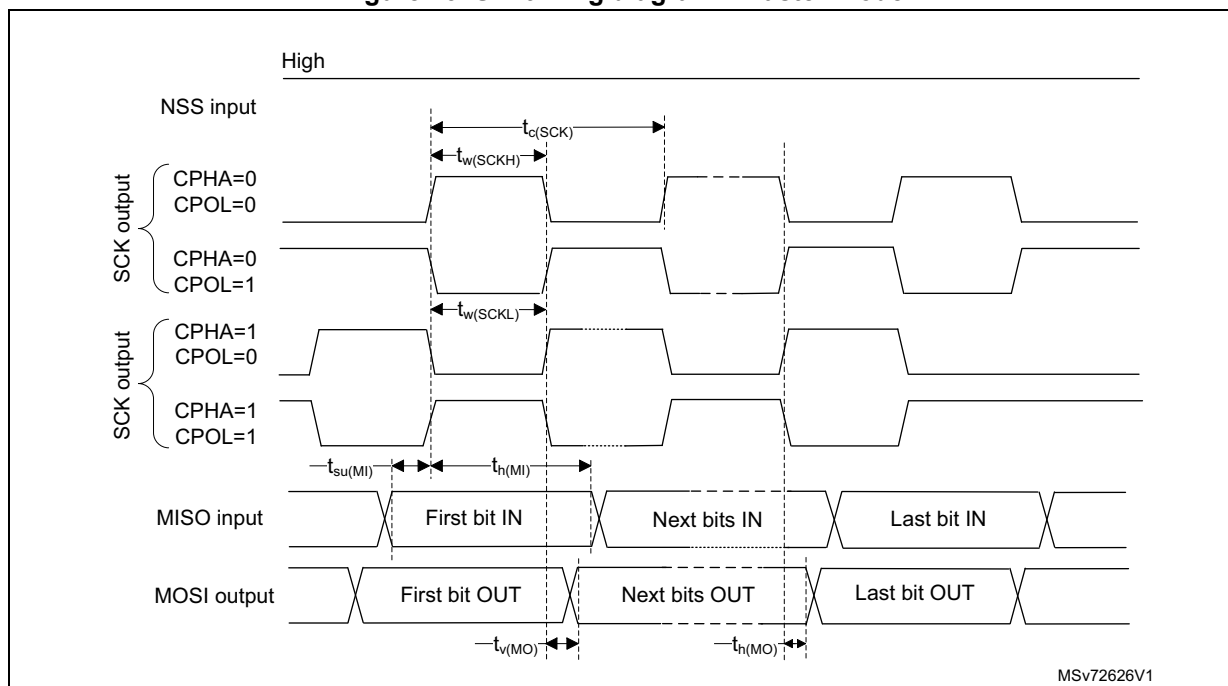 High
NSS input
tc(SCK)
tw(SCKH)
SCK output
CPHA=0
CPOL=0
CPHA=0
CPOL=1
tw(SCKL)
SCK output
CPHA=1
CPOL=0
CPHA=1
CPOL=1
tsu(MI)
th(MI)
MISO input
First bit IN
Next bits IN
Last bit IN
MOSI output
First bit OUT
Next bits OUT
Last bit OUT
tv(MO)
th(MO)
MSv72626V1